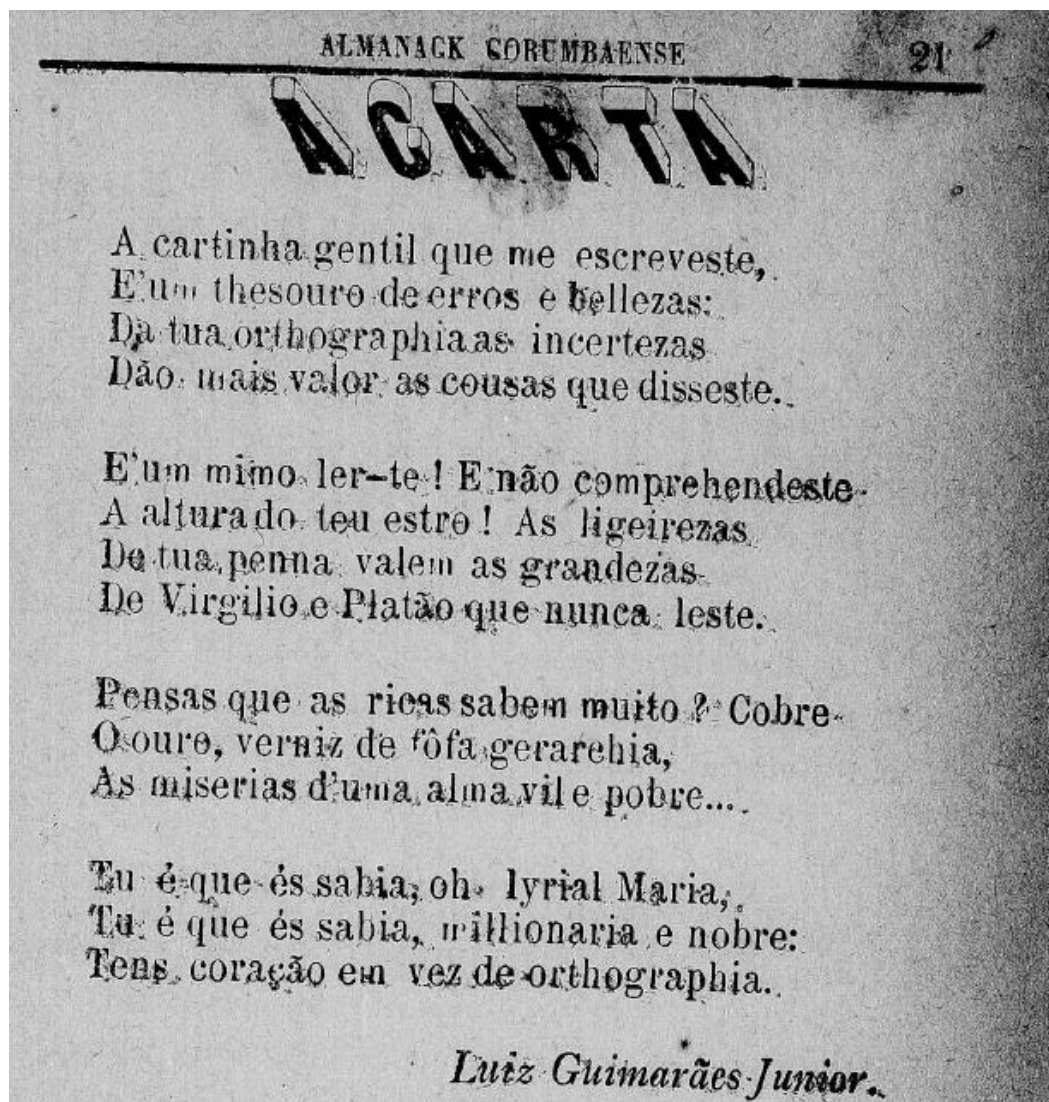 ALMANACK CORUMBAENSE 21
A CARTA
A cartinha gentil que me escreveste,
E'um thesouro de erros e bellezas:
Da tua orthographia as incertezas
Dão mais valor as cousas que disseste.
E'um mimo ler-te! E não comprehendeste
A altura do teu estro! As ligeirezas
De tua penna valem as grandezas
De Virgilio e Platão que nunca leste.
Pensas que as ricas sabem muito? Cobre
O ouro, verniz de fôfa gerarchia,
As miserias d'uma alma vil e pobre...
Tu é que és sabia, oh lyrial Maria,
Tu é que és sabia, millionaria e nobre:
Tens coração em vez de orthographia.
Luiz Guimarães Junior.